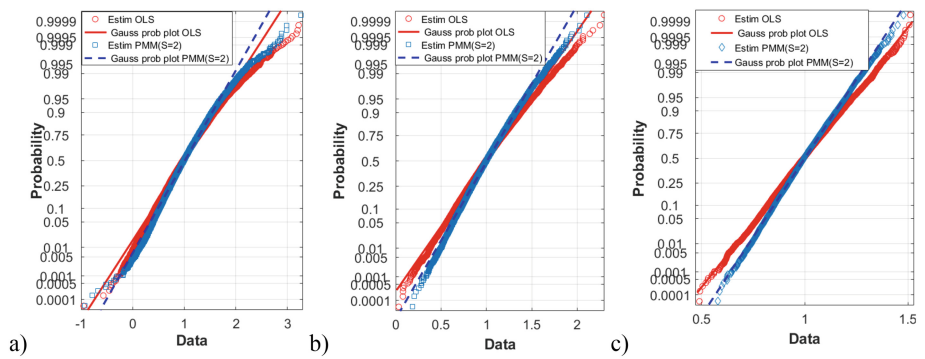 Estim OLS
Gauss prob plot OLS
Estim PMM(S=2)
Gauss prob plot PMM(S=2)
0.9999
0.9995
0.999
0.995
0.99
0.95
0.9
0.75
0.5
0.25
0.1
0.05
0.01
0.005
0.001
0.0005
0.0001
Probability
-1 0 1 2 3
Data
a)
Estim OLS
Gauss prob plot OLS
Estim PMM(S=2)
Gauss prob plot PMM(S=2)
0.9999
0.9995
0.999
0.995
0.99
0.95
0.9
0.75
0.5
0.25
0.1
0.05
0.01
0.005
0.001
0.0005
0.0001
Probability
0 0.5 1 1.5 2
Data
b)
Estim OLS
Gauss prob plot OLS
Estim PMM(S=2)
Gauss prob plot PMM(S=2)
0.9999
0.9995
0.999
0.995
0.99
0.95
0.9
0.75
0.5
0.25
0.1
0.05
0.01
0.005
0.001
0.0005
0.0001
Probability
0.5 1 1.5
Data
c)